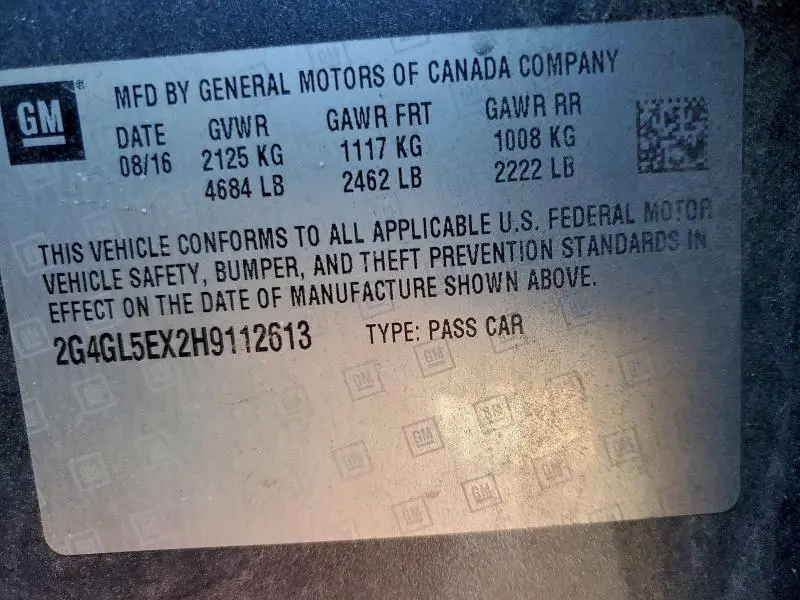 GM®
MFD BY GENERAL MOTORS OF CANADA COMPANY
DATE GVWR GAWR FRT GAWR RR
08/16 2125 KG 1117 KG 1008 KG
4684 LB 2462 LB 2222 LB
THIS VEHICLE CONFORMS TO ALL APPLICABLE U.S. FEDERAL MOTOR
VEHICLE SAFETY, BUMPER, AND THEFT PREVENTION STANDARDS IN
EFFECT ON THE DATE OF MANUFACTURE SHOWN ABOVE.
2G4GL5EX2H9112613 TYPE: PASS CAR